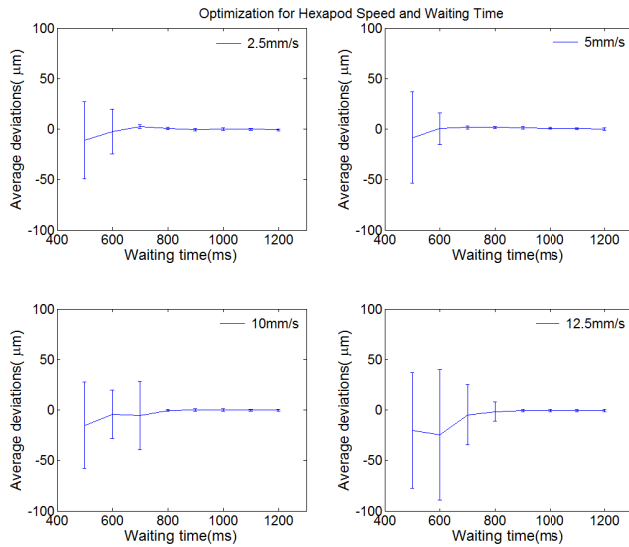 Optimization for Hexapod Speed and Waiting Time
2.5mm/s
100
50
0
-50
-100
Average deviations( μm)
400 600 800 1000 1200
Waiting time(ms)
5mm/s
100
50
0
-50
-100
Average deviations( μm)
400 600 800 1000 1200
Waiting time(ms)
10mm/s
100
50
0
-50
-100
Average deviations( μm)
400 600 800 1000 1200
Waiting time(ms)
12.5mm/s
100
50
0
-50
-100
Average deviations( μm)
400 600 800 1000 1200
Waiting time(ms)